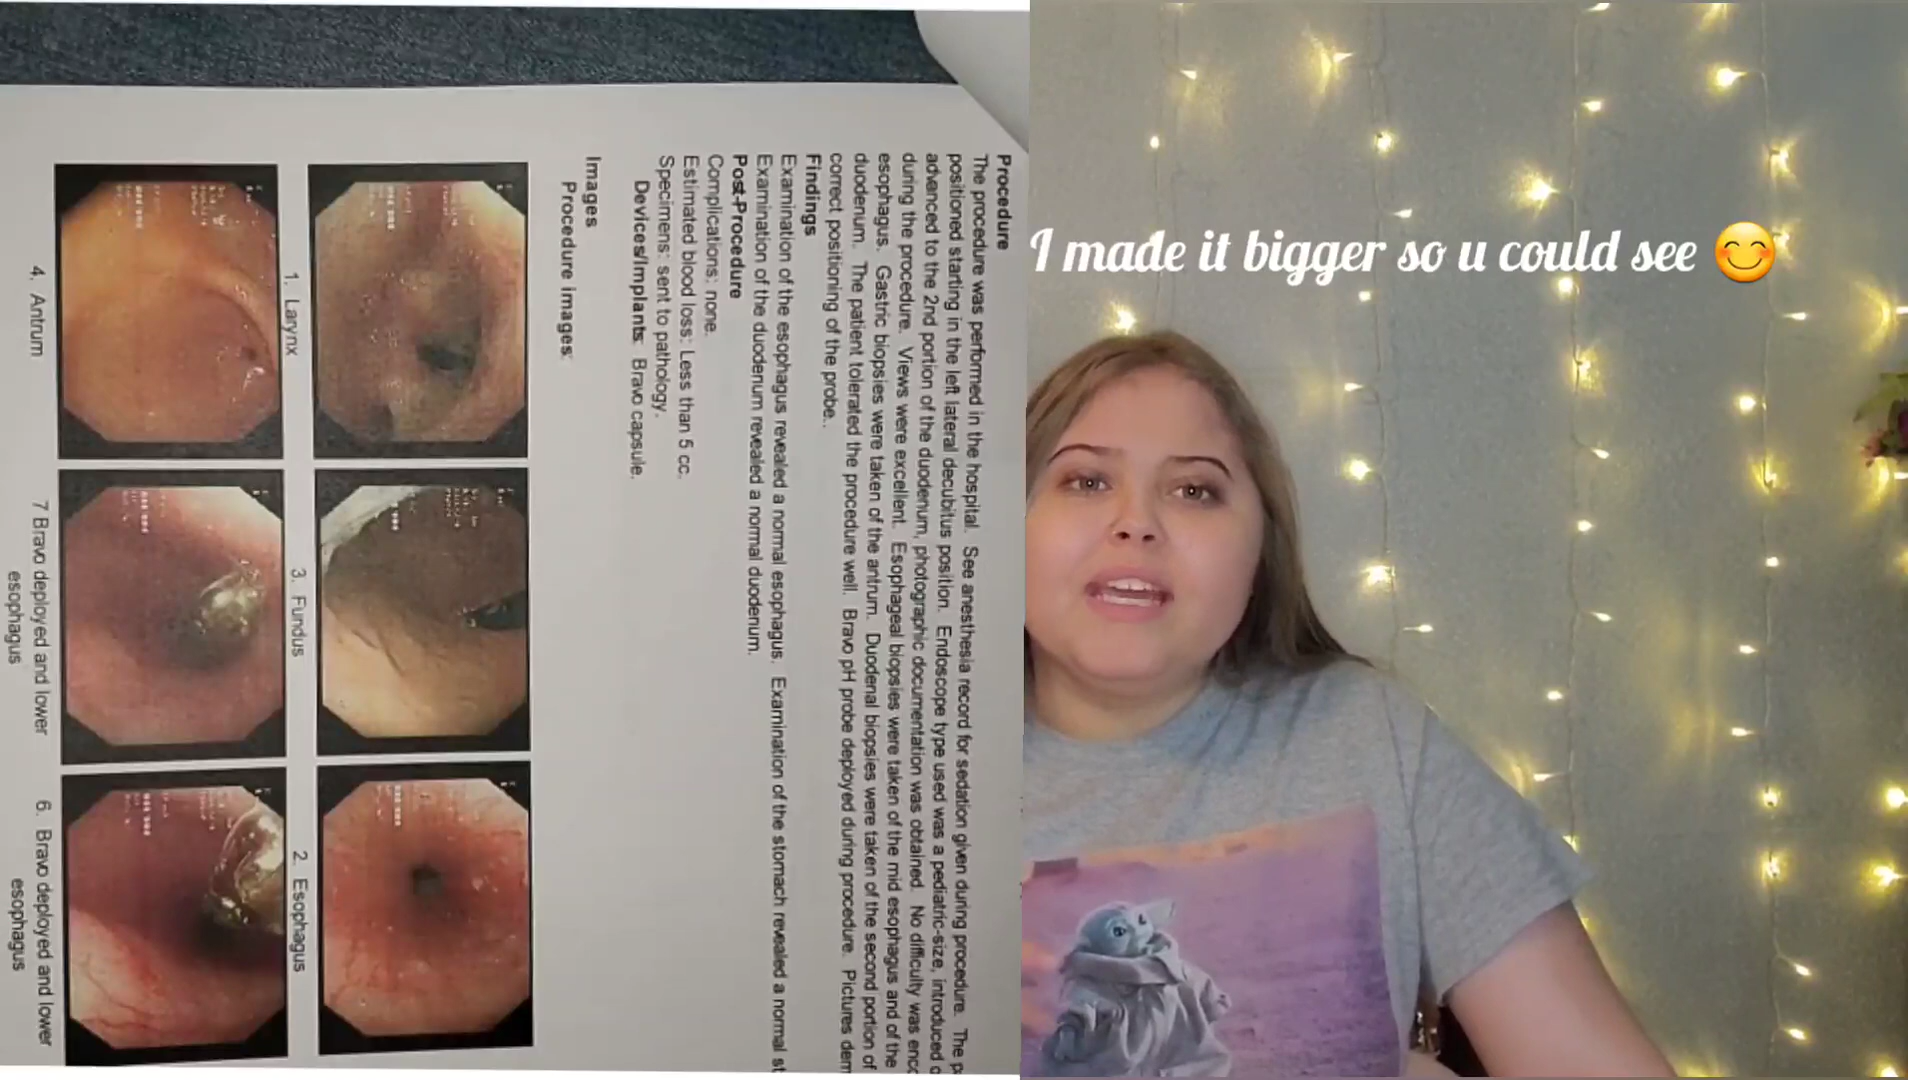 Procedure
The procedure was performed in the hospital. See anesthesia record for sedation given during procedure. The
positioned starting in the left lateral decubitus position. Endoscope type used was a pediatric-size, introduced
advanced to the 2nd portion of the duodenum, photographic documentation was obtained. No difficulty was
during the procedure. Views were excellent. Esophageal biopsies were taken of the mid esophagus and of the
esophagus. Gastric biopsies were taken of the antrum. Duodenal biopsies were taken of the second portion of
duodenum. The patient tolerated the procedure well. Bravo pH probe deployed during procedure. Pictures
correct positioning of the probe..
Findings
Examination of the esophagus revealed a normal esophagus. Examination of the stomach revealed a normal
Examination of the duodenum revealed a normal duodenum.
Post-Procedure
Complications: none.
Estimated blood loss: Less than 5 cc.
Specimens: sent to pathology.
Devices/Implants: Bravo capsule.
Images
Procedure images:
1. Larynx
3. Fundus
2. Esophagus
4. Antrum
7 Bravo deployed and lower
esophagus
6. Bravo deployed and lower
esophagus
I made it bigger so u could see 😊